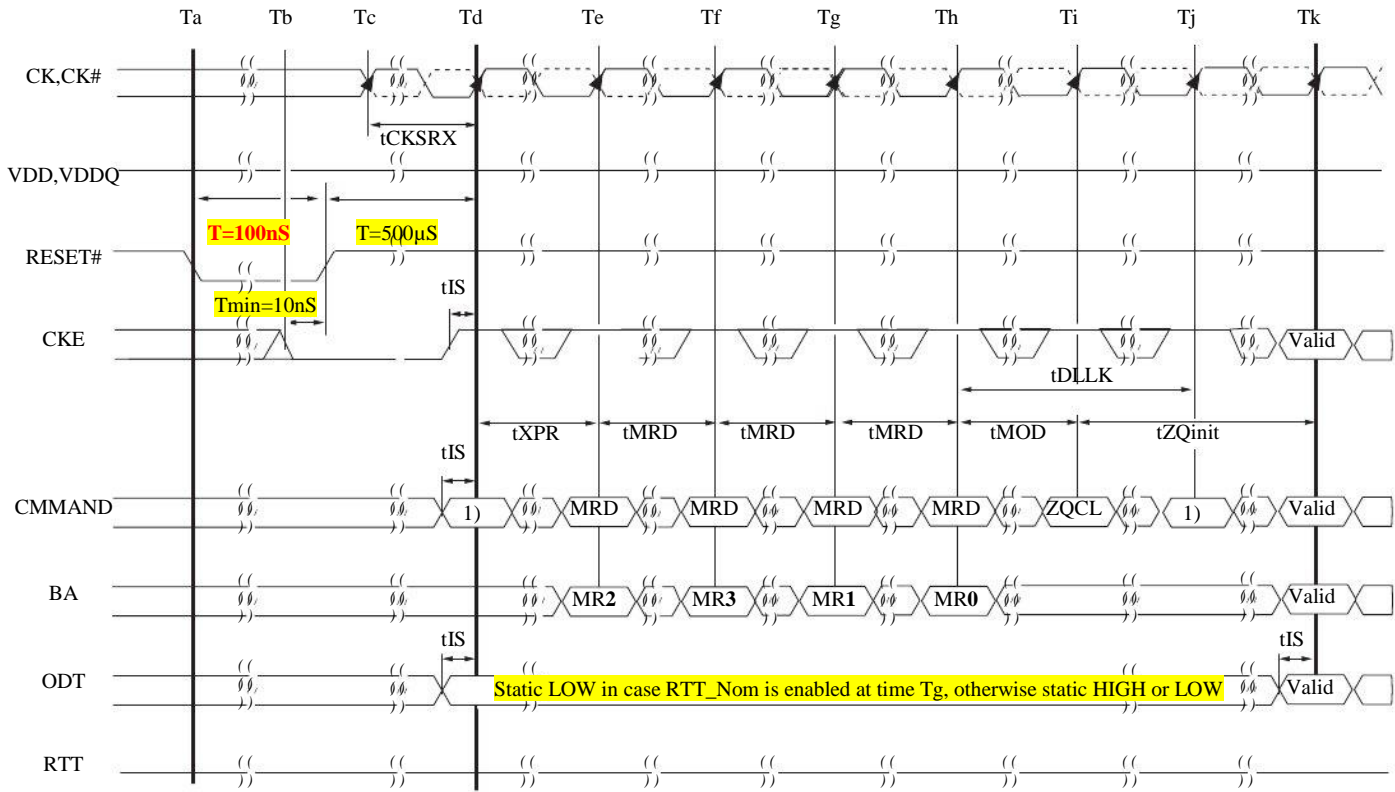 Ta Tb Tc Td Te Tf Tg Th Ti Tj Tk
CK,CK#
tCKSRX
VDD,VDDQ
T=100nS T=500µS
RESET#
Tmin=10nS tIS
CKE Valid
tDLLK
tXPR tMRD tMRD tMRD tMOD tZQinit
tIS
CMMAND 1) MRD MRD MRD MRD ZQCL 1) Valid
BA MR2 MR3 MR1 MR0 Valid
tIS tIS
ODT Static LOW in case RTT_Nom is enabled at time Tg, otherwise static HIGH or LOW Valid
RTT